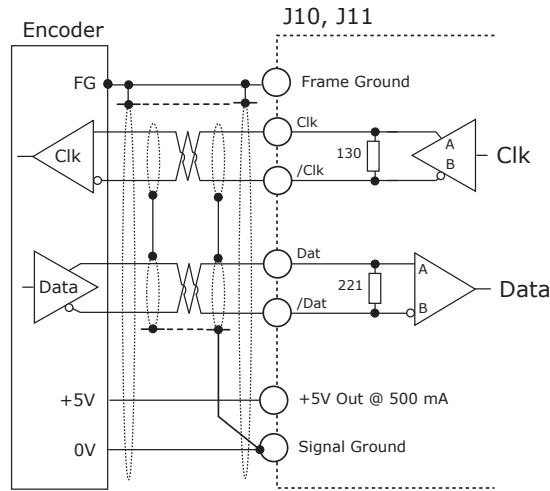 J10, J11
Encoder
FG
Frame Ground
Clk
Clk
130
A
B
Clk
/Clk
Dat
Data
221
A
B
Data
/Dat
+5V
+5V Out @ 500 mA
0V
Signal Ground